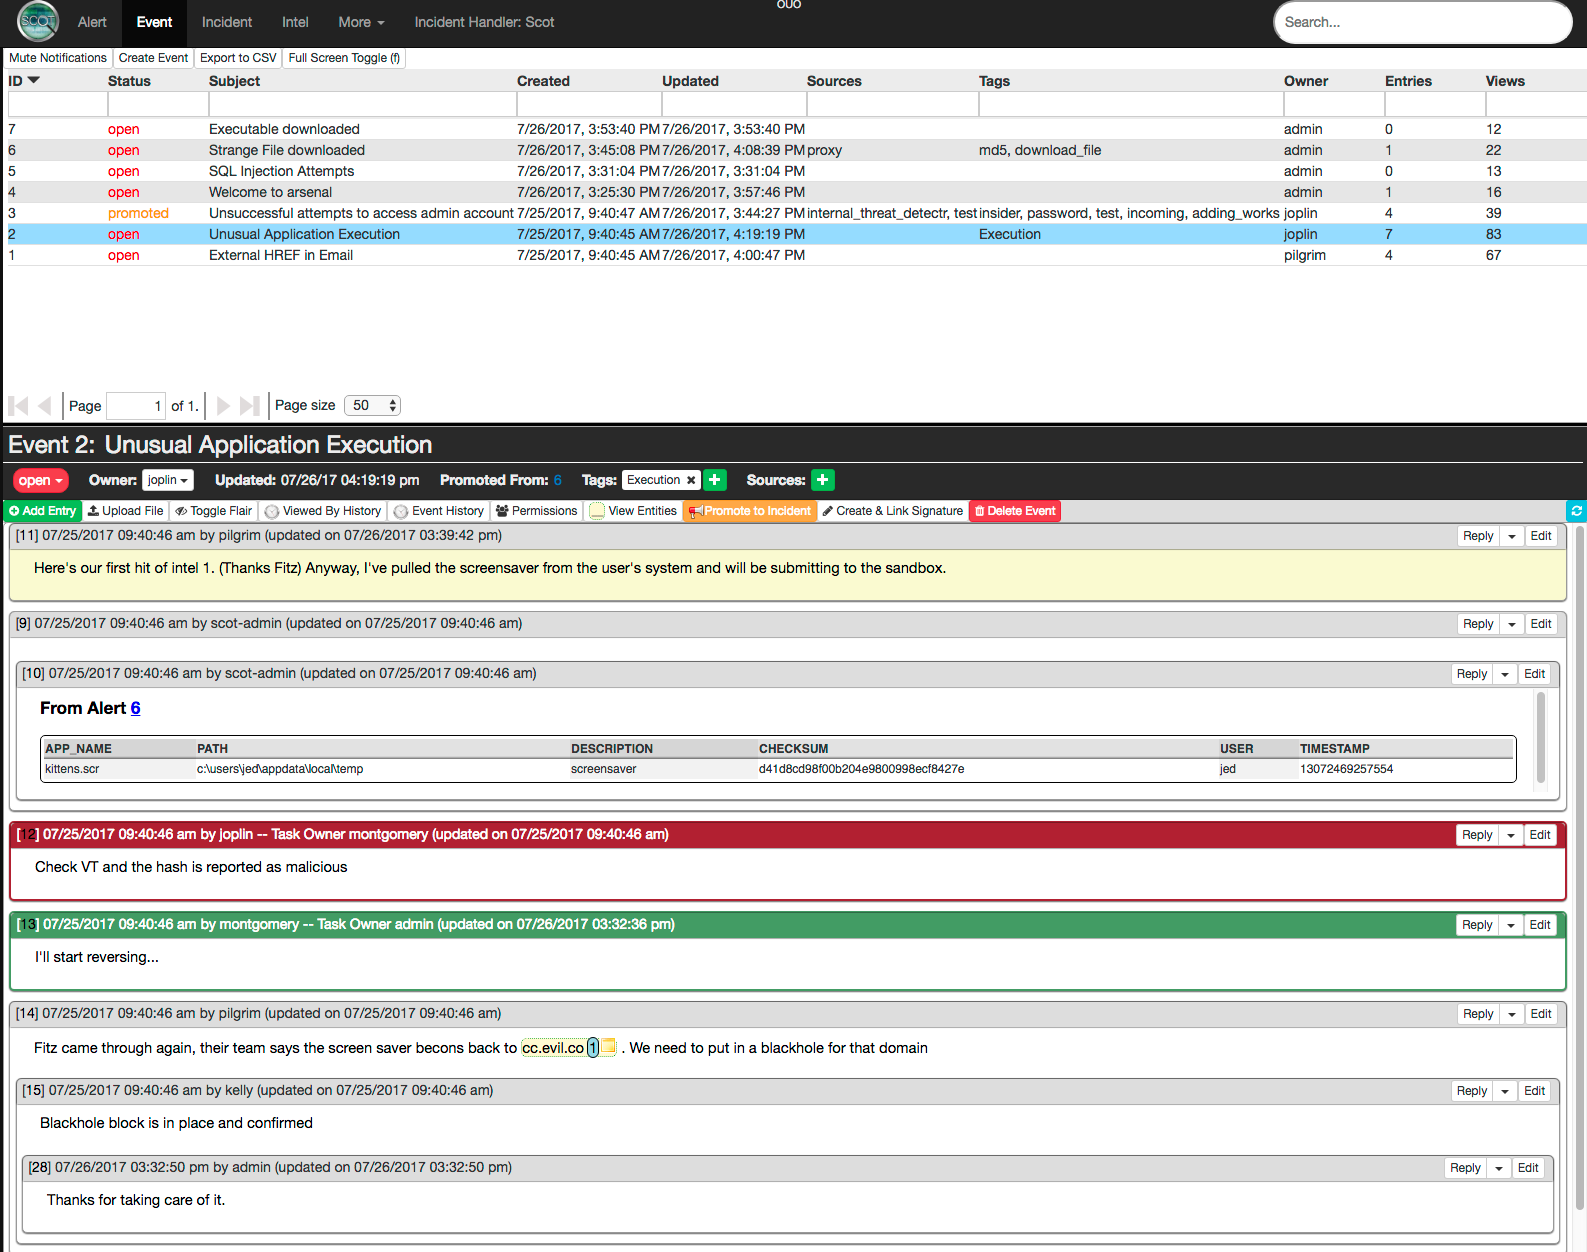 OUO
SCOT Alert Event Incident Intel More Incident Handler: Scot Search...
Mute Notifications Create Event Export to CSV Full Screen Toggle (f)
ID Status Subject Created Updated Sources Tags Owner Entries Views
7 open Executable downloaded 7/26/2017, 3:53:40 PM 7/26/2017, 3:53:40 PM admin 0 12
6 open Strange File downloaded 7/26/2017, 3:45:08 PM 7/26/2017, 4:08:39 PM proxy md5, download_file admin 1 22
5 open SQL Injection Attempts 7/26/2017, 3:31:04 PM 7/26/2017, 3:31:04 PM admin 0 13
4 open Welcome to arsenal 7/26/2017, 3:25:30 PM 7/26/2017, 3:57:46 PM admin 1 16
3 promoted Unsuccessful attempts to access admin account 7/25/2017, 9:40:47 AM 7/26/2017, 3:44:27 PM internal_threat_detectr, test insider, password, test, incoming, adding_works joplin 4 39
2 open Unusual Application Execution 7/25/2017, 9:40:45 AM 7/26/2017, 4:19:19 PM Execution joplin 7 83
1 open External HREF in Email 7/25/2017, 9:40:45 AM 7/26/2017, 4:00:47 PM pilgrim 4 67
Page 1 of 1. Page size 50
Event 2: Unusual Application Execution
open Owner: joplin Updated: 07/26/17 04:19:19 pm Promoted From: 6 Tags: Execution Sources:
Add Entry Upload File Toggle Flair Viewed By History Event History Permissions View Entities Promote to Incident Create & Link Signature Delete Event
[11] 07/25/2017 09:40:46 am by pilgrim (updated on 07/26/2017 03:39:42 pm) Reply Edit
Here's our first hit of intel 1. (Thanks Fitz) Anyway, I've pulled the screensaver from the user's system and will be submitting to the sandbox.
[9] 07/25/2017 09:40:46 am by scot-admin (updated on 07/25/2017 09:40:46 am) Reply Edit
[10] 07/25/2017 09:40:46 am by scot-admin (updated on 07/25/2017 09:40:46 am) Reply Edit
From Alert 6
APP_NAME PATH DESCRIPTION CHECKSUM USER TIMESTAMP
kittens.scr c:\users\jed\appdata\local\temp screensaver d41d8cd98f00b204e9800998ecf8427e jed 13072469257554
[12] 07/25/2017 09:40:46 am by joplin -- Task Owner montgomery (updated on 07/25/2017 09:40:46 am) Reply Edit
Check VT and the hash is reported as malicious
[13] 07/25/2017 09:40:46 am by montgomery -- Task Owner admin (updated on 07/26/2017 03:32:36 pm) Reply Edit
I'll start reversing...
[14] 07/25/2017 09:40:46 am by pilgrim (updated on 07/25/2017 09:40:46 am) Reply Edit
Fitz came through again, their team says the screen saver becons back to cc.evil.co 1 . We need to put in a blackhole for that domain
[15] 07/25/2017 09:40:46 am by kelly (updated on 07/25/2017 09:40:46 am) Reply Edit
Blackhole block is in place and confirmed
[28] 07/26/2017 03:32:50 pm by admin (updated on 07/26/2017 03:32:50 pm) Reply Edit
Thanks for taking care of it.